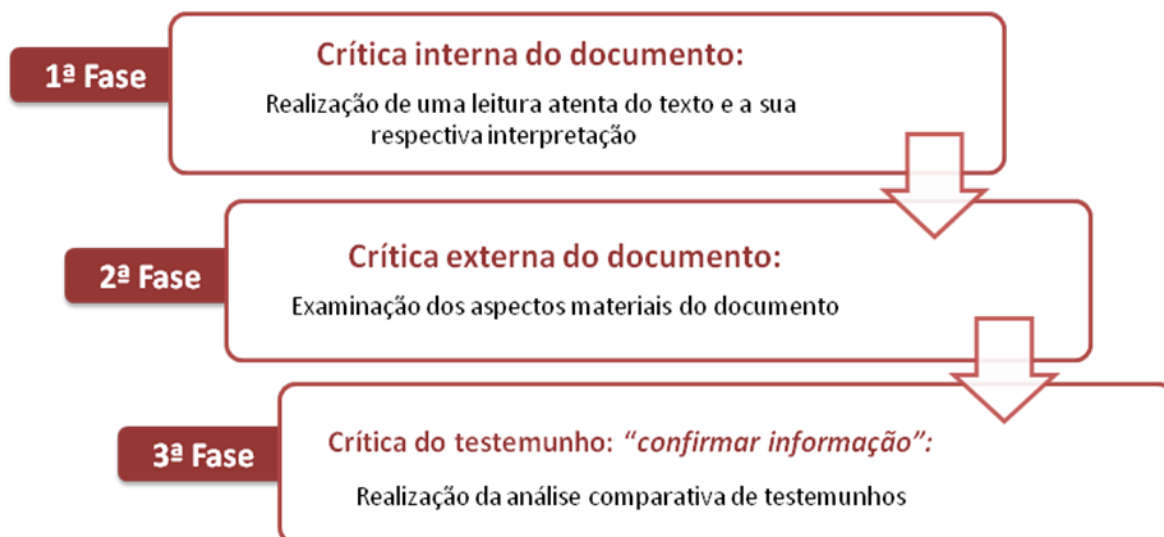 1ª Fase
Crítica interna do documento:
Realização de uma leitura atenta do texto e a sua
respectiva interpretação
2ª Fase
Crítica externa do documento:
Examinação dos aspectos materiais do documento
3ª Fase
Crítica do testemunho: “confirmar informação”:
Realização da análise comparativa de testemunhos